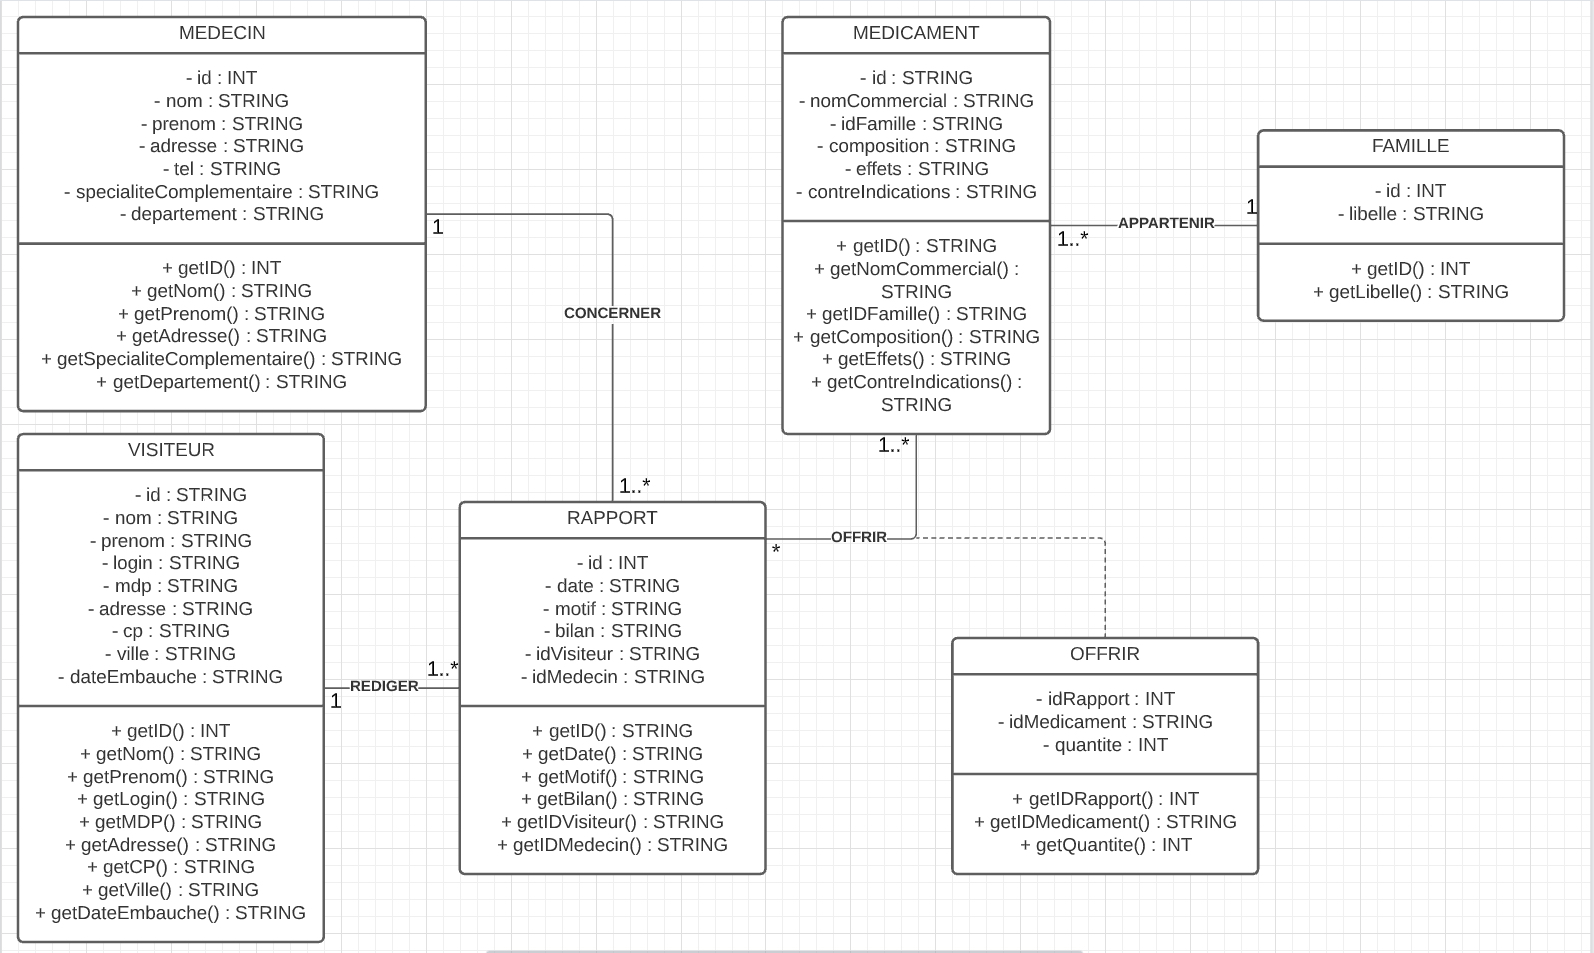 MEDECIN
- id : INT
- nom : STRING
- prenom : STRING
- adresse : STRING
- tel : STRING
- specialiteComplementaire : STRING
- departement : STRING
+ getID() : INT
+ getNom() : STRING
+ getPrenom() : STRING
+ getAdresse() : STRING
+ getSpecialiteComplementaire() : STRING
+ getDepartement() : STRING
1
CONCERNER
1..*
MEDICAMENT
- id : STRING
- nomCommercial : STRING
- idFamille : STRING
- composition : STRING
- effets : STRING
- contreIndications : STRING
+ getID() : STRING
+ getNomCommercial() :
STRING
+ getIDFamille() : STRING
+ getComposition() : STRING
+ getEffets() : STRING
+ getContreIndications() :
STRING
1..*
APPARTENIR
1
FAMILLE
- id : INT
- libelle : STRING
+ getID() : INT
+ getLibelle() : STRING
VISITEUR
- id : STRING
- nom : STRING
- prenom : STRING
- login : STRING
- mdp : STRING
- adresse : STRING
- cp : STRING
- ville : STRING
- dateEmbauche : STRING
+ getID() : INT
+ getNom() : STRING
+ getPrenom() : STRING
+ getLogin() : STRING
+ getMDP() : STRING
+ getAdresse() : STRING
+ getCP() : STRING
+ getVille() : STRING
+ getDateEmbauche() : STRING
1
REDIGER
1..*
RAPPORT
- id : INT
- date : STRING
- motif : STRING
- bilan : STRING
- idVisiteur : STRING
- idMedecin : STRING
+ getID() : STRING
+ getDate() : STRING
+ getMotif() : STRING
+ getBilan() : STRING
+ getIDVisiteur() : STRING
+ getIDMedecin() : STRING
*
OFFRIR
1..*
OFFRIR
- idRapport : INT
- idMedicament : STRING
- quantite : INT
+ getIDRapport() : INT
+ getIDMedicament() : STRING
+ getQuantite() : INT